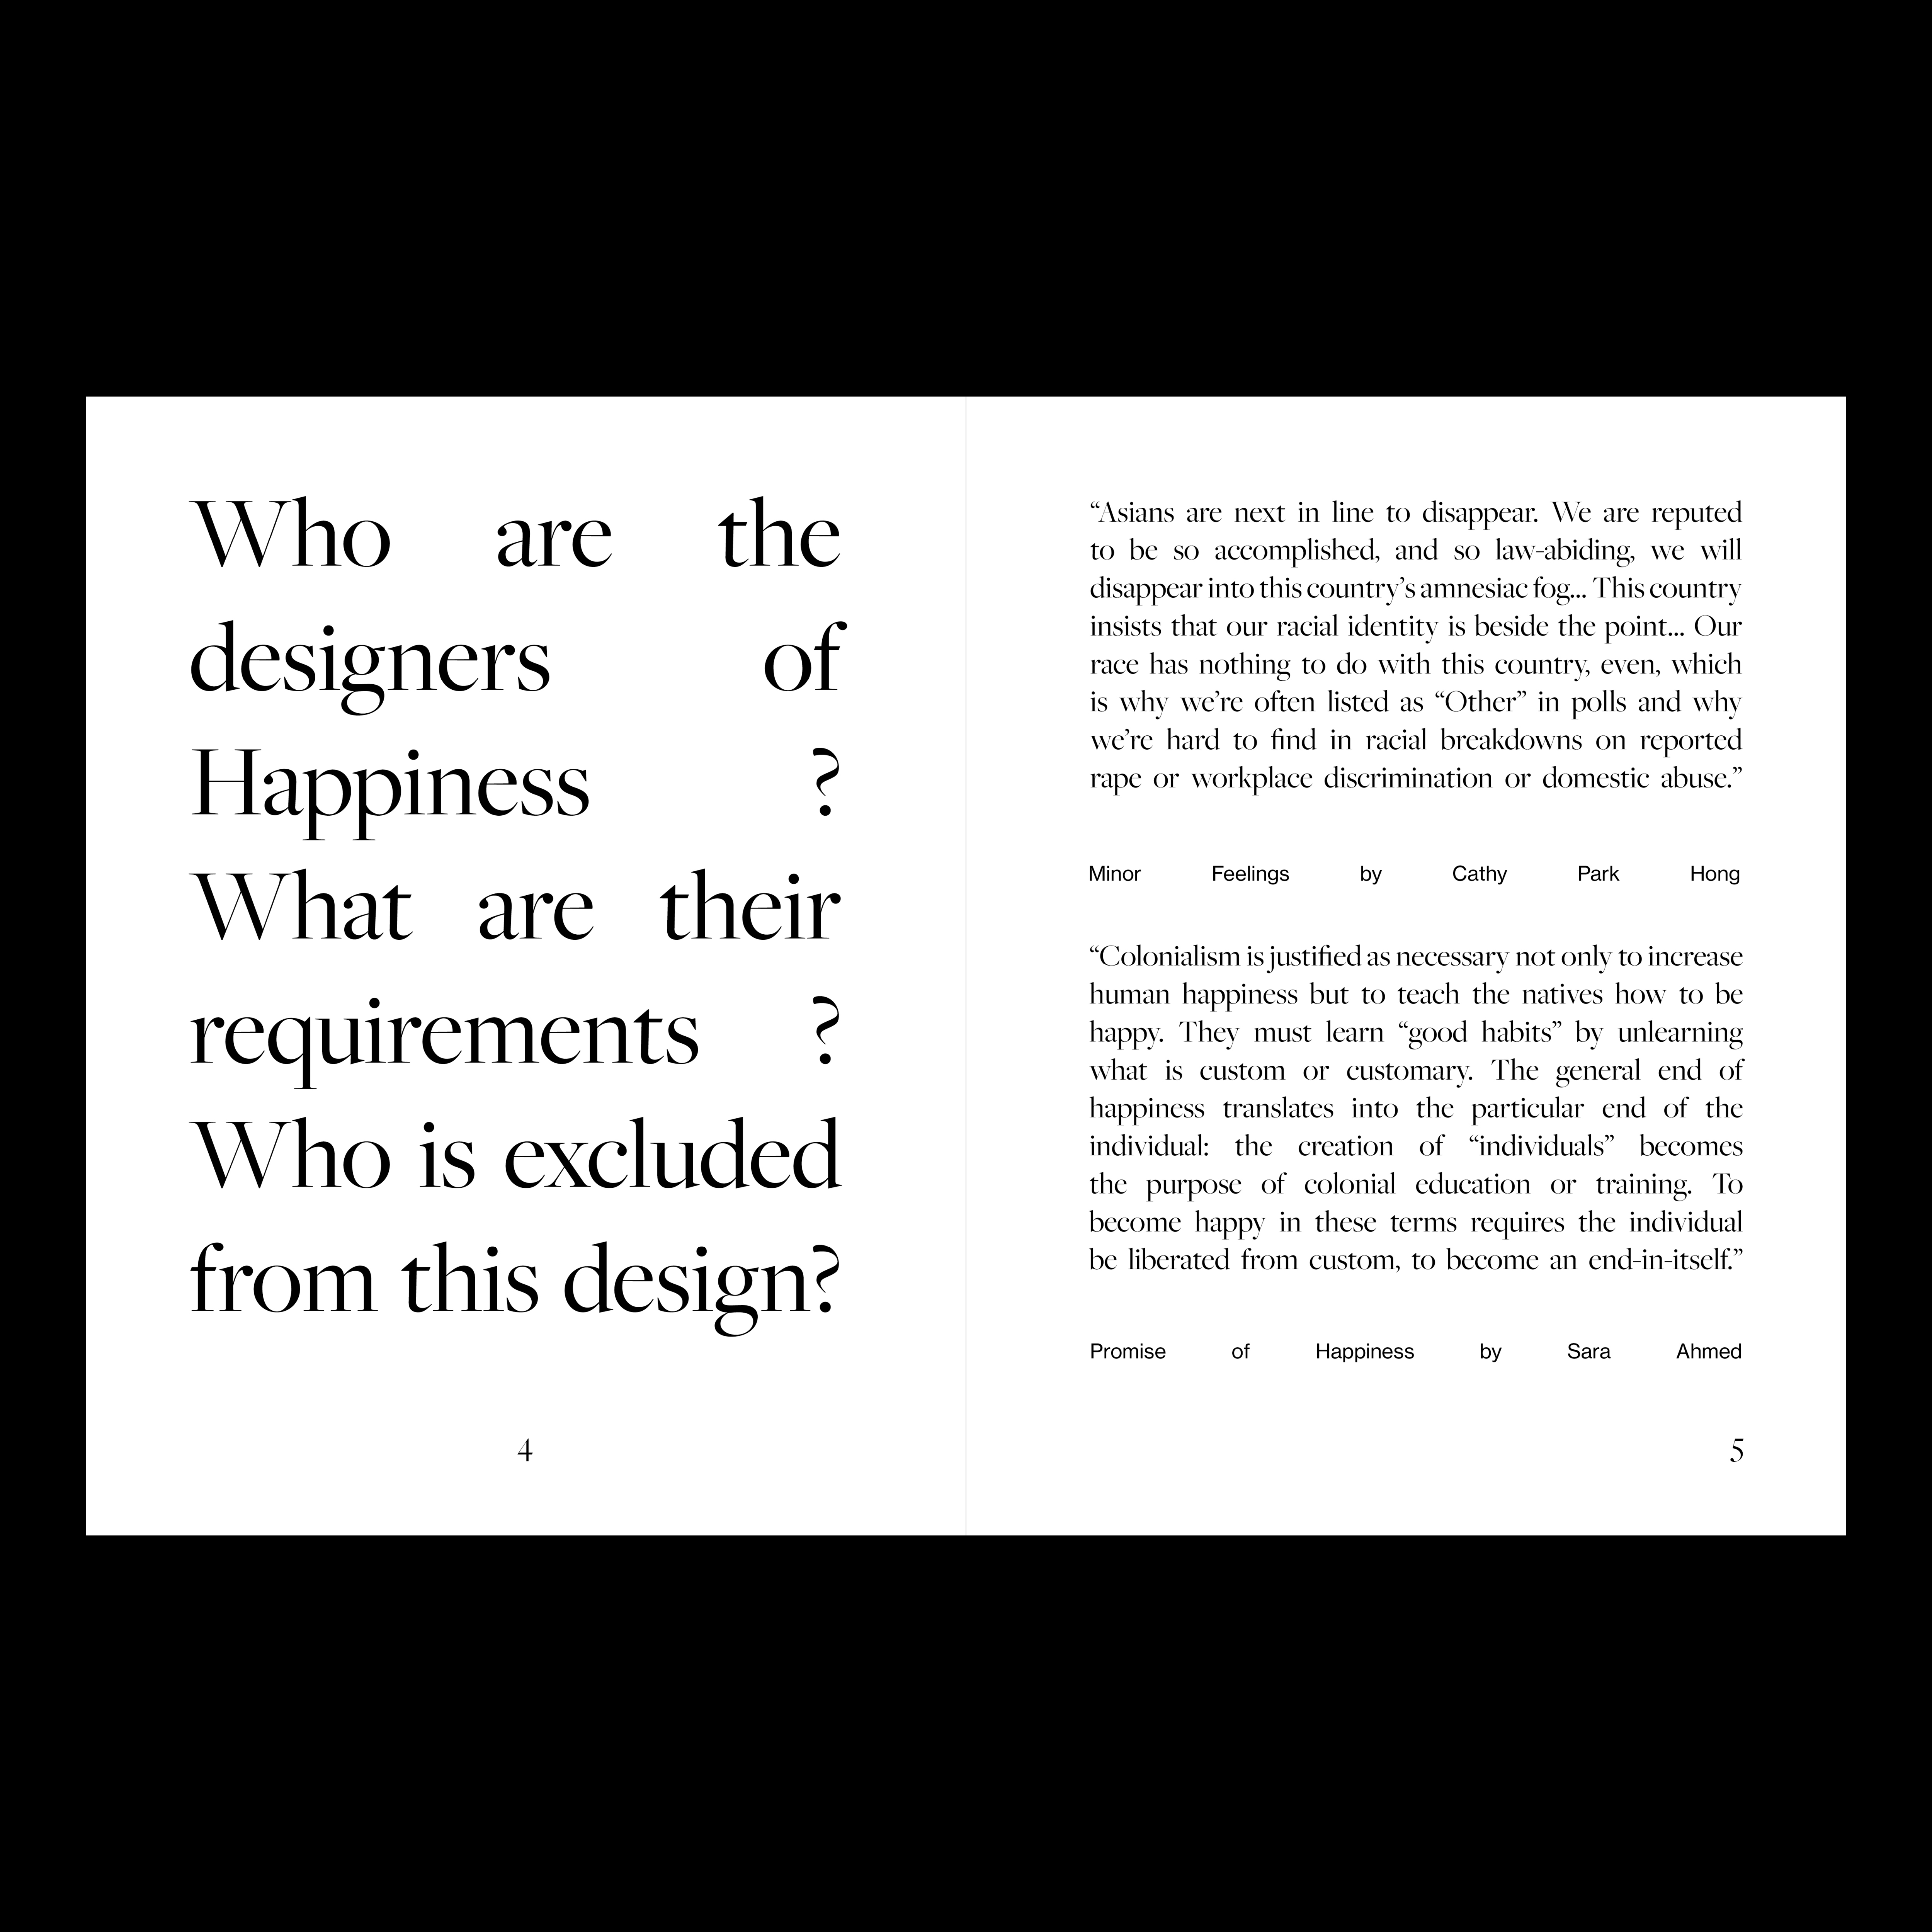 Who are the
designers of
Happiness ?
What are their
requirements ?
Who is excluded
from this design?
4
“Asians are next in line to disappear. We are reputed
to be so accomplished, and so law-abiding, we will
disappear into this country’s amnesiac fog... This country
insists that our racial identity is beside the point... Our
race has nothing to do with this country, even, which
is why we’re often listed as “Other” in polls and why
we’re hard to find in racial breakdowns on reported
rape or workplace discrimination or domestic abuse.”
Minor Feelings by Cathy Park Hong
“Colonialism is justified as necessary not only to increase
human happiness but to teach the natives how to be
happy. They must learn “good habits” by unlearning
what is custom or customary. The general end of
happiness translates into the particular end of the
individual: the creation of “individuals” becomes
the purpose of colonial education or training. To
become happy in these terms requires the individual
be liberated from custom, to become an end-in-itself.”
Promise of Happiness by Sara Ahmed
5